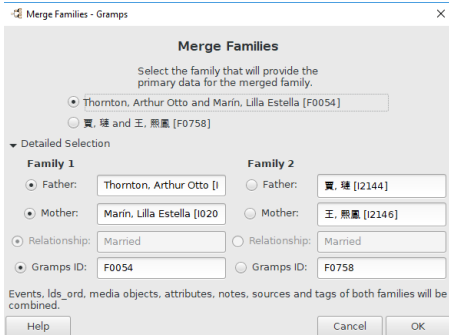 Merge Families - Gramps
Merge Families
Select the family that will provide the
primary data for the merged family.
Thornton, Arthur Otto and Marín, Lilla Estella [F0054]
賈, 璉 and 王, 熙鳳 [F0758]
Detailed Selection
Family 1 Family 2
Father: Thornton, Arthur Otto [I Father: 賈, 璉 [I2144]
Mother: Marín, Lilla Estella [I020 Mother: 王, 熙鳳 [I2146]
Relationship: Married Relationship: Married
Gramps ID: F0054 Gramps ID: F0758
Events, lds_ord, media objects, attributes, notes, sources and tags of both families will be
combined.
Help Cancel OK